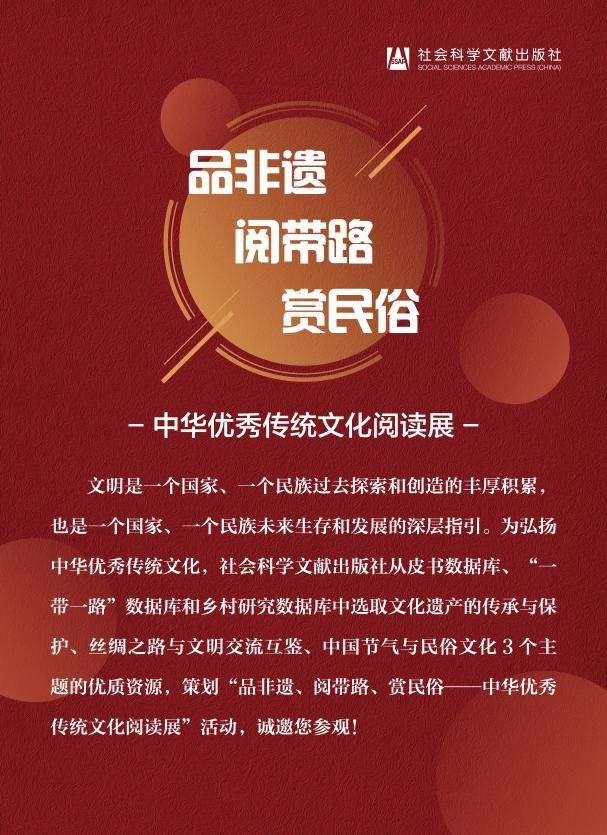 SSAP
社会科学文献出版社
SOCIAL SCIENCES ACADEMIC PRESS (CHINA)
品非遗
阅带路
赏民俗
– 中华优秀传统文化阅读展 –
文明是一个国家、一个民族过去探索和创造的丰厚积累，
也是一个国家、一个民族未来生存和发展的深层指引。为弘扬
中华优秀传统文化，社会科学文献出版社从皮书数据库、“一
带一路”数据库和乡村研究数据库中选取文化遗产的传承与保
护、丝绸之路与文明交流互鉴、中国节气与民俗文化 3 个主
题的优质资源，策划“品非遗、阅带路、赏民俗——中华优秀
传统文化阅读展”活动，诚邀您参观！